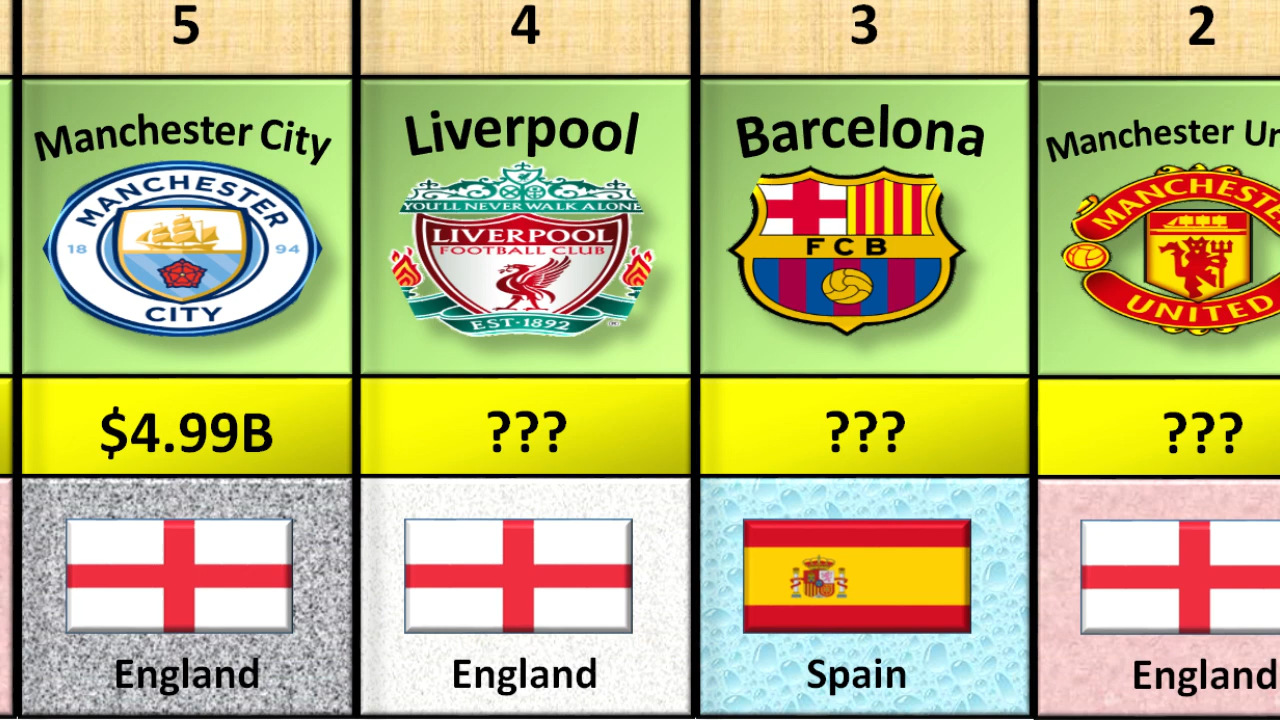 5
4
3
2
Manchester City
Liverpool
Barcelona
Manchester Un
MANCHESTER
18 94
CITY
YOU'LL NEVER WALK ALONE
LIVERPOOL
FOOTBALL CLUB
EST·1892
FCB
MANCHESTE
UNITED
$4.99B
???
???
???
England
England
Spain
England